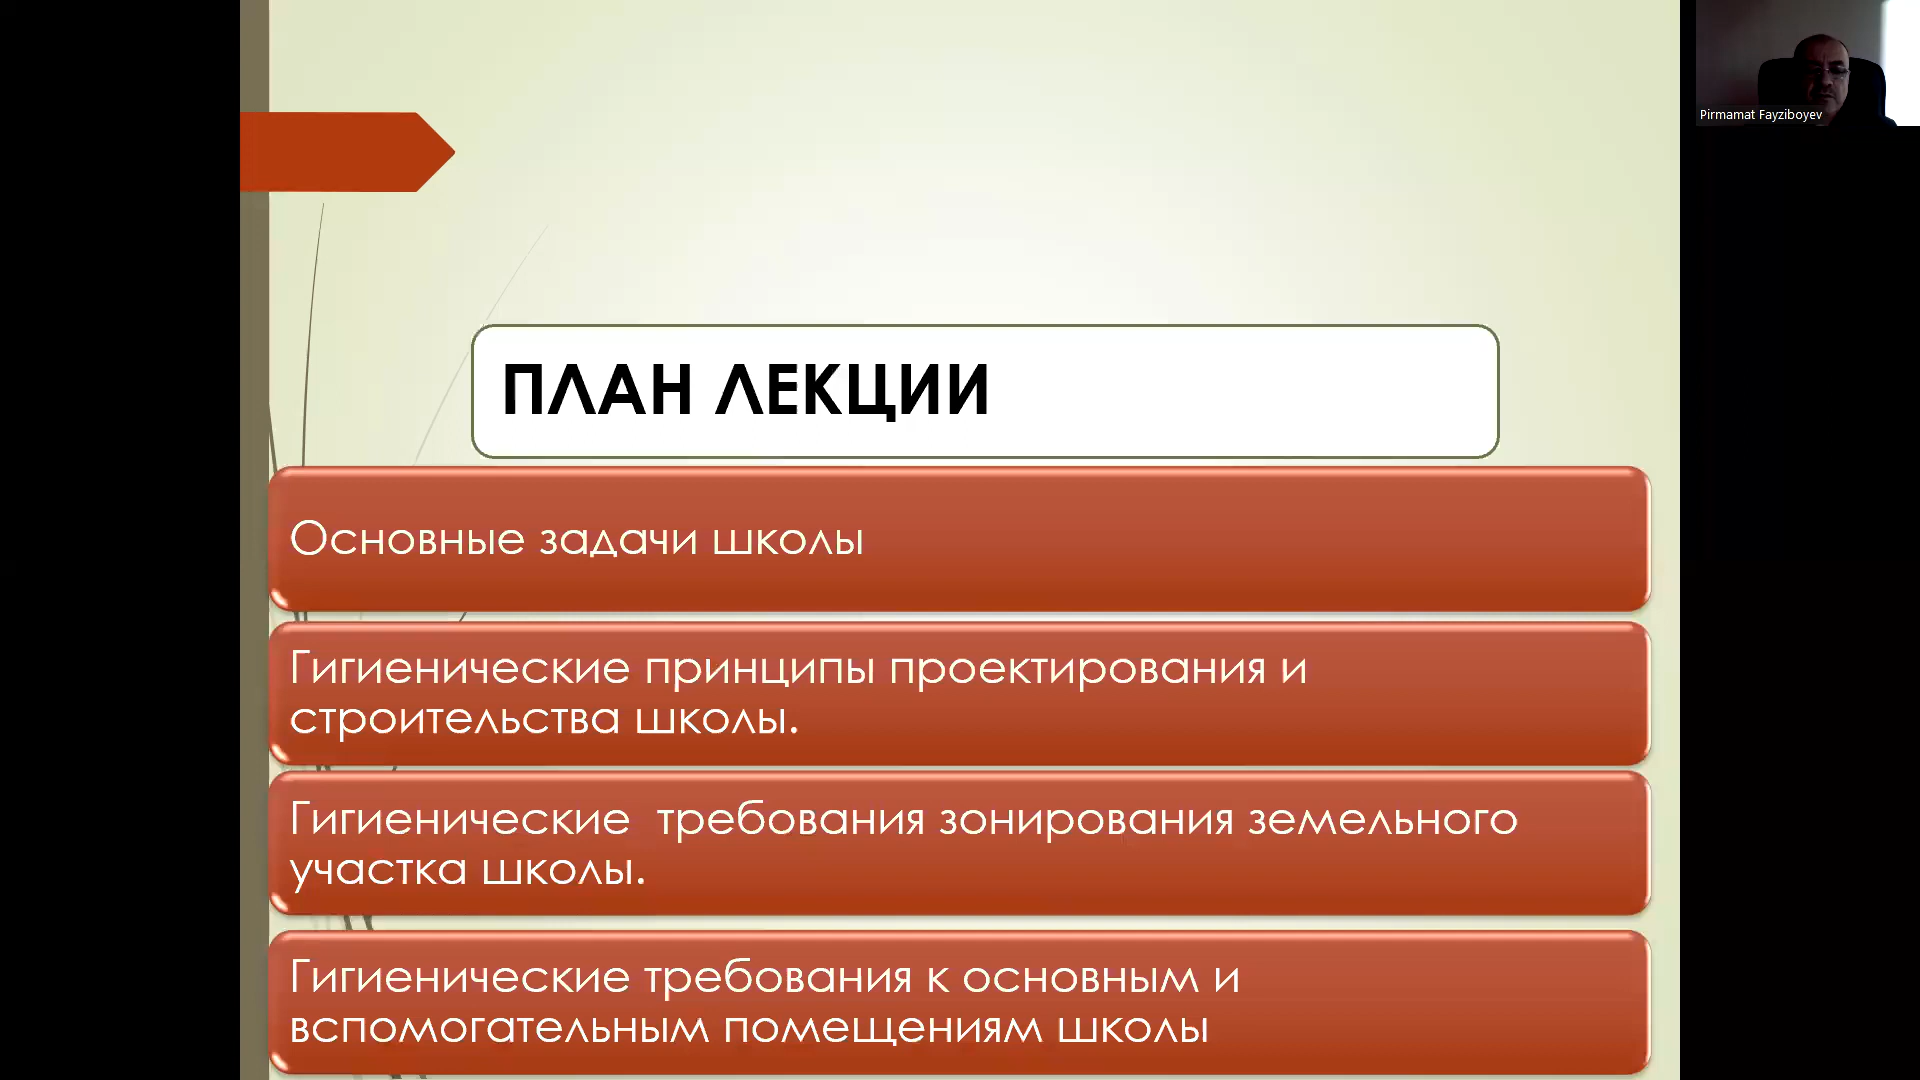 ПЛАН ЛЕКЦИИ
Основные задачи школы
Гигиенические принципы проектирования и
строительства школы.
Гигиенические требования зонирования земельного
участка школы.
Гигиенические требования к основным и
вспомогательным помещениям школы
Pirmamat Fayziboyev